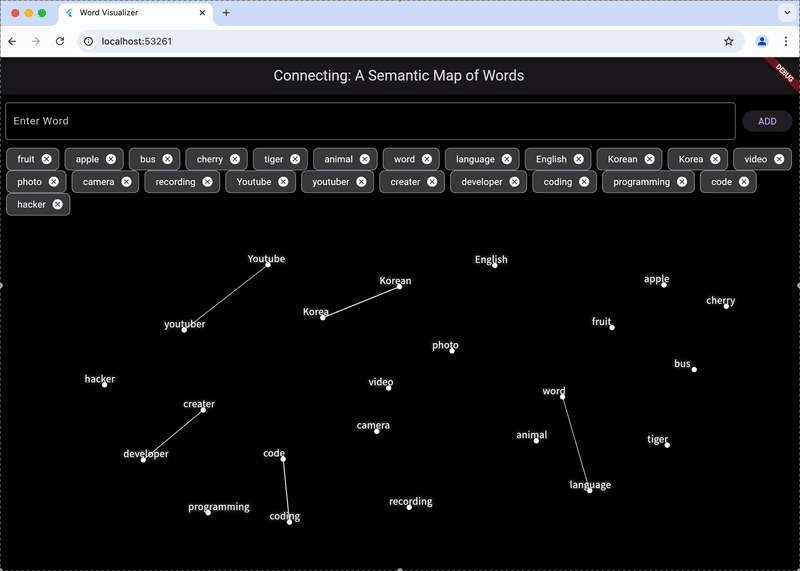 Word Visualizer
localhost:53261
DEBUG
Connecting: A Semantic Map of Words
Enter Word
ADD
fruit apple bus cherry tiger animal word language English Korean Korea video
photo camera recording Youtube youtuber creater developer coding programming code
hacker
Youtube
English
Korean
apple
cherry
Korea
fruit
youtuber
photo
bus
hacker
video
word
creater
camera
animal
tiger
developer
code
language
recording
programming
coding